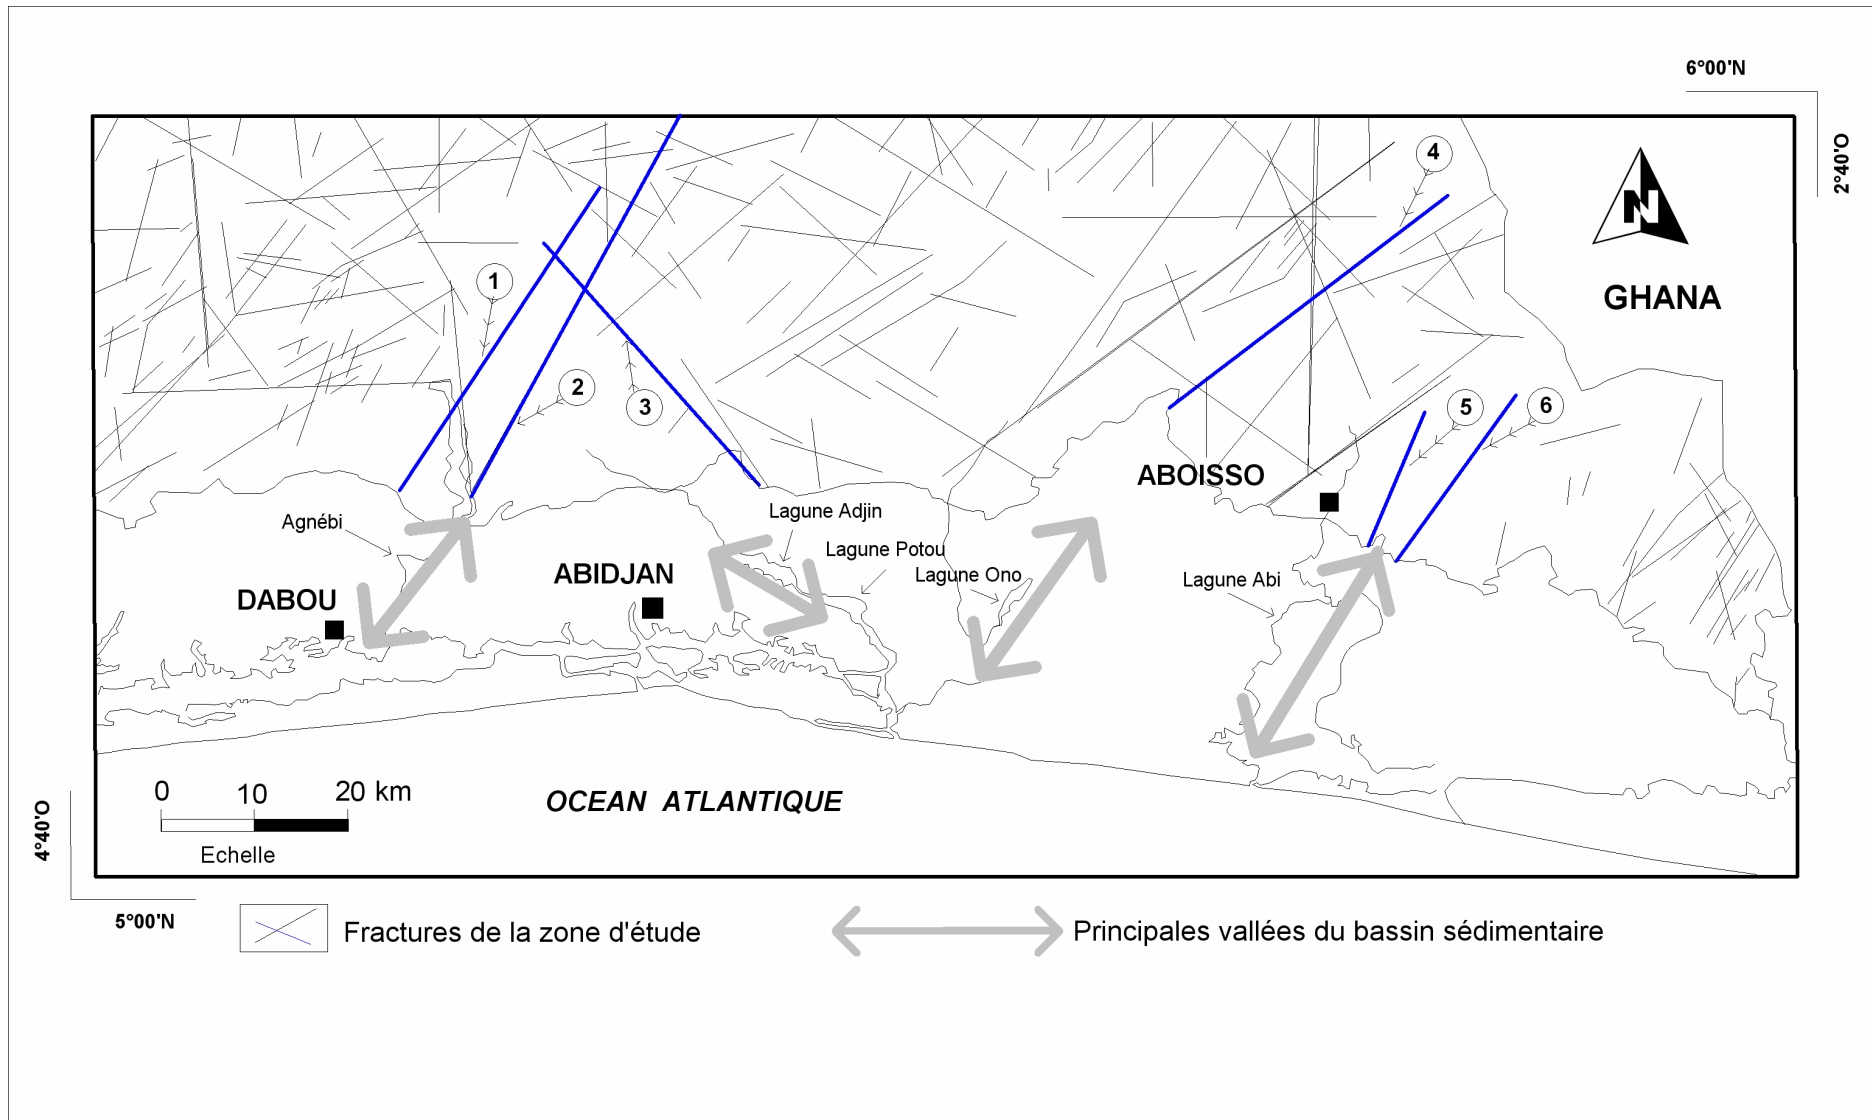 6°00'N
2°40'O
4
N
GHANA
1
2
3
5
6
ABOISSO
Agnébi
Lagune Adjin
Lagune Potou
Lagune Ono
Lagune Abi
ABIDJAN
DABOU
0 10 20 km
Echelle
OCEAN ATLANTIQUE
4°40'O
5°00'N
Fractures de la zone d'étude
Principales vallées du bassin sédimentaire